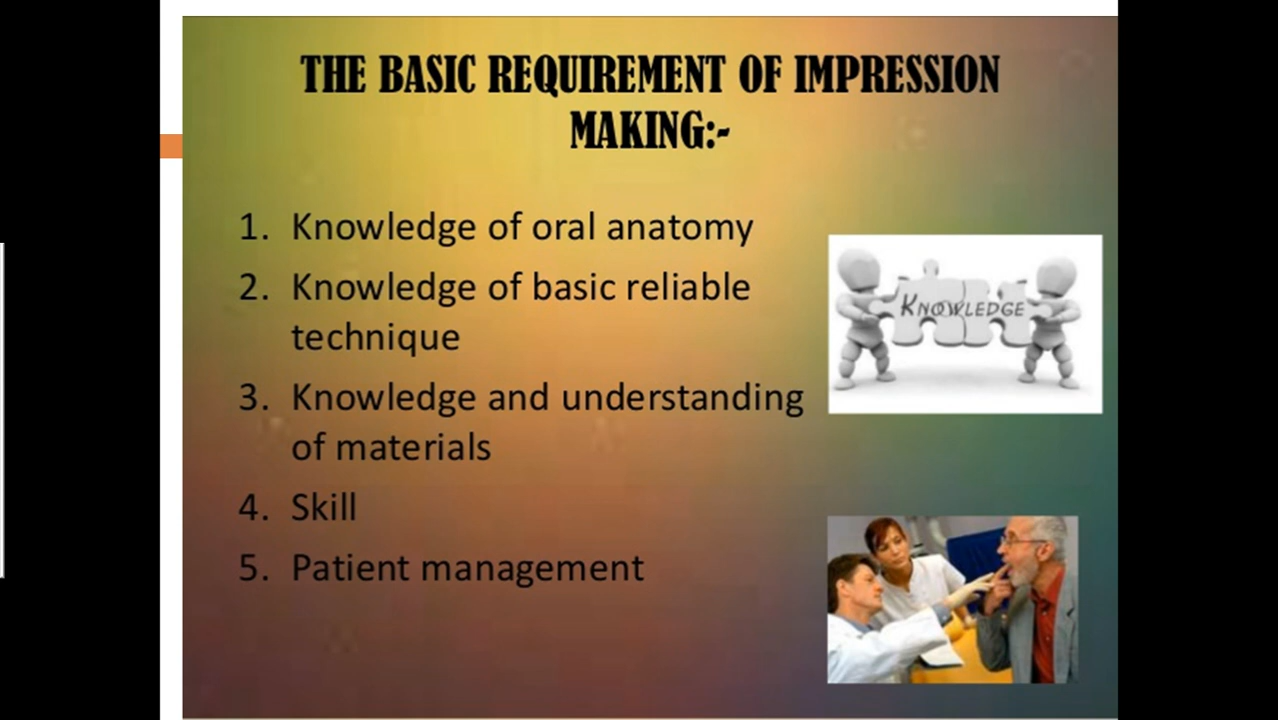 THE BASIC REQUIREMENT OF IMPRESSION
MAKING:-
1. Knowledge of oral anatomy
2. Knowledge of basic reliable
technique
3. Knowledge and understanding
of materials
4. Skill
5. Patient management
KNOWLEDGE